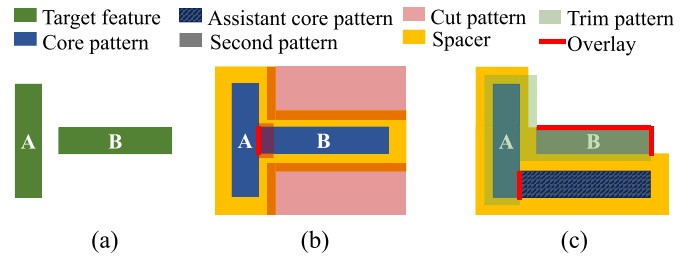 Target feature Assistant core pattern Cut pattern Trim pattern
Core pattern Second pattern Spacer Overlay
A B A B A B
(a) (b) (c)